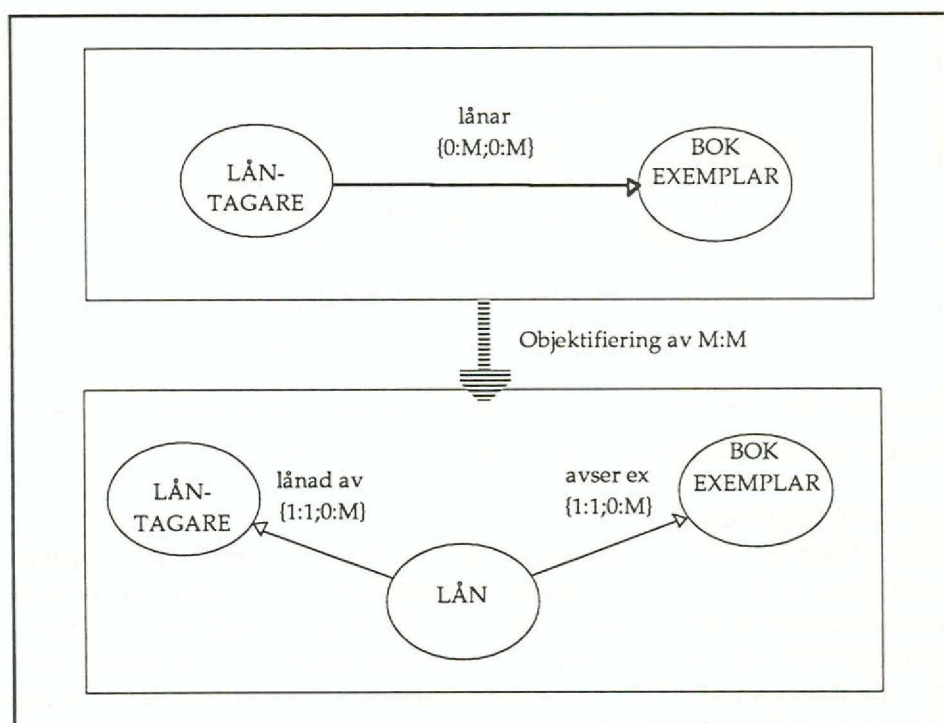 lånar
{0:M;0:M}
LÅN-
TAGARE
BOK
EXEMPLAR
Objektifiering av M:M
LÅN-
TAGARE
lånad av
{1:1;0:M}
avser ex
{1:1;0:M}
BOK
EXEMPLAR
LÅN